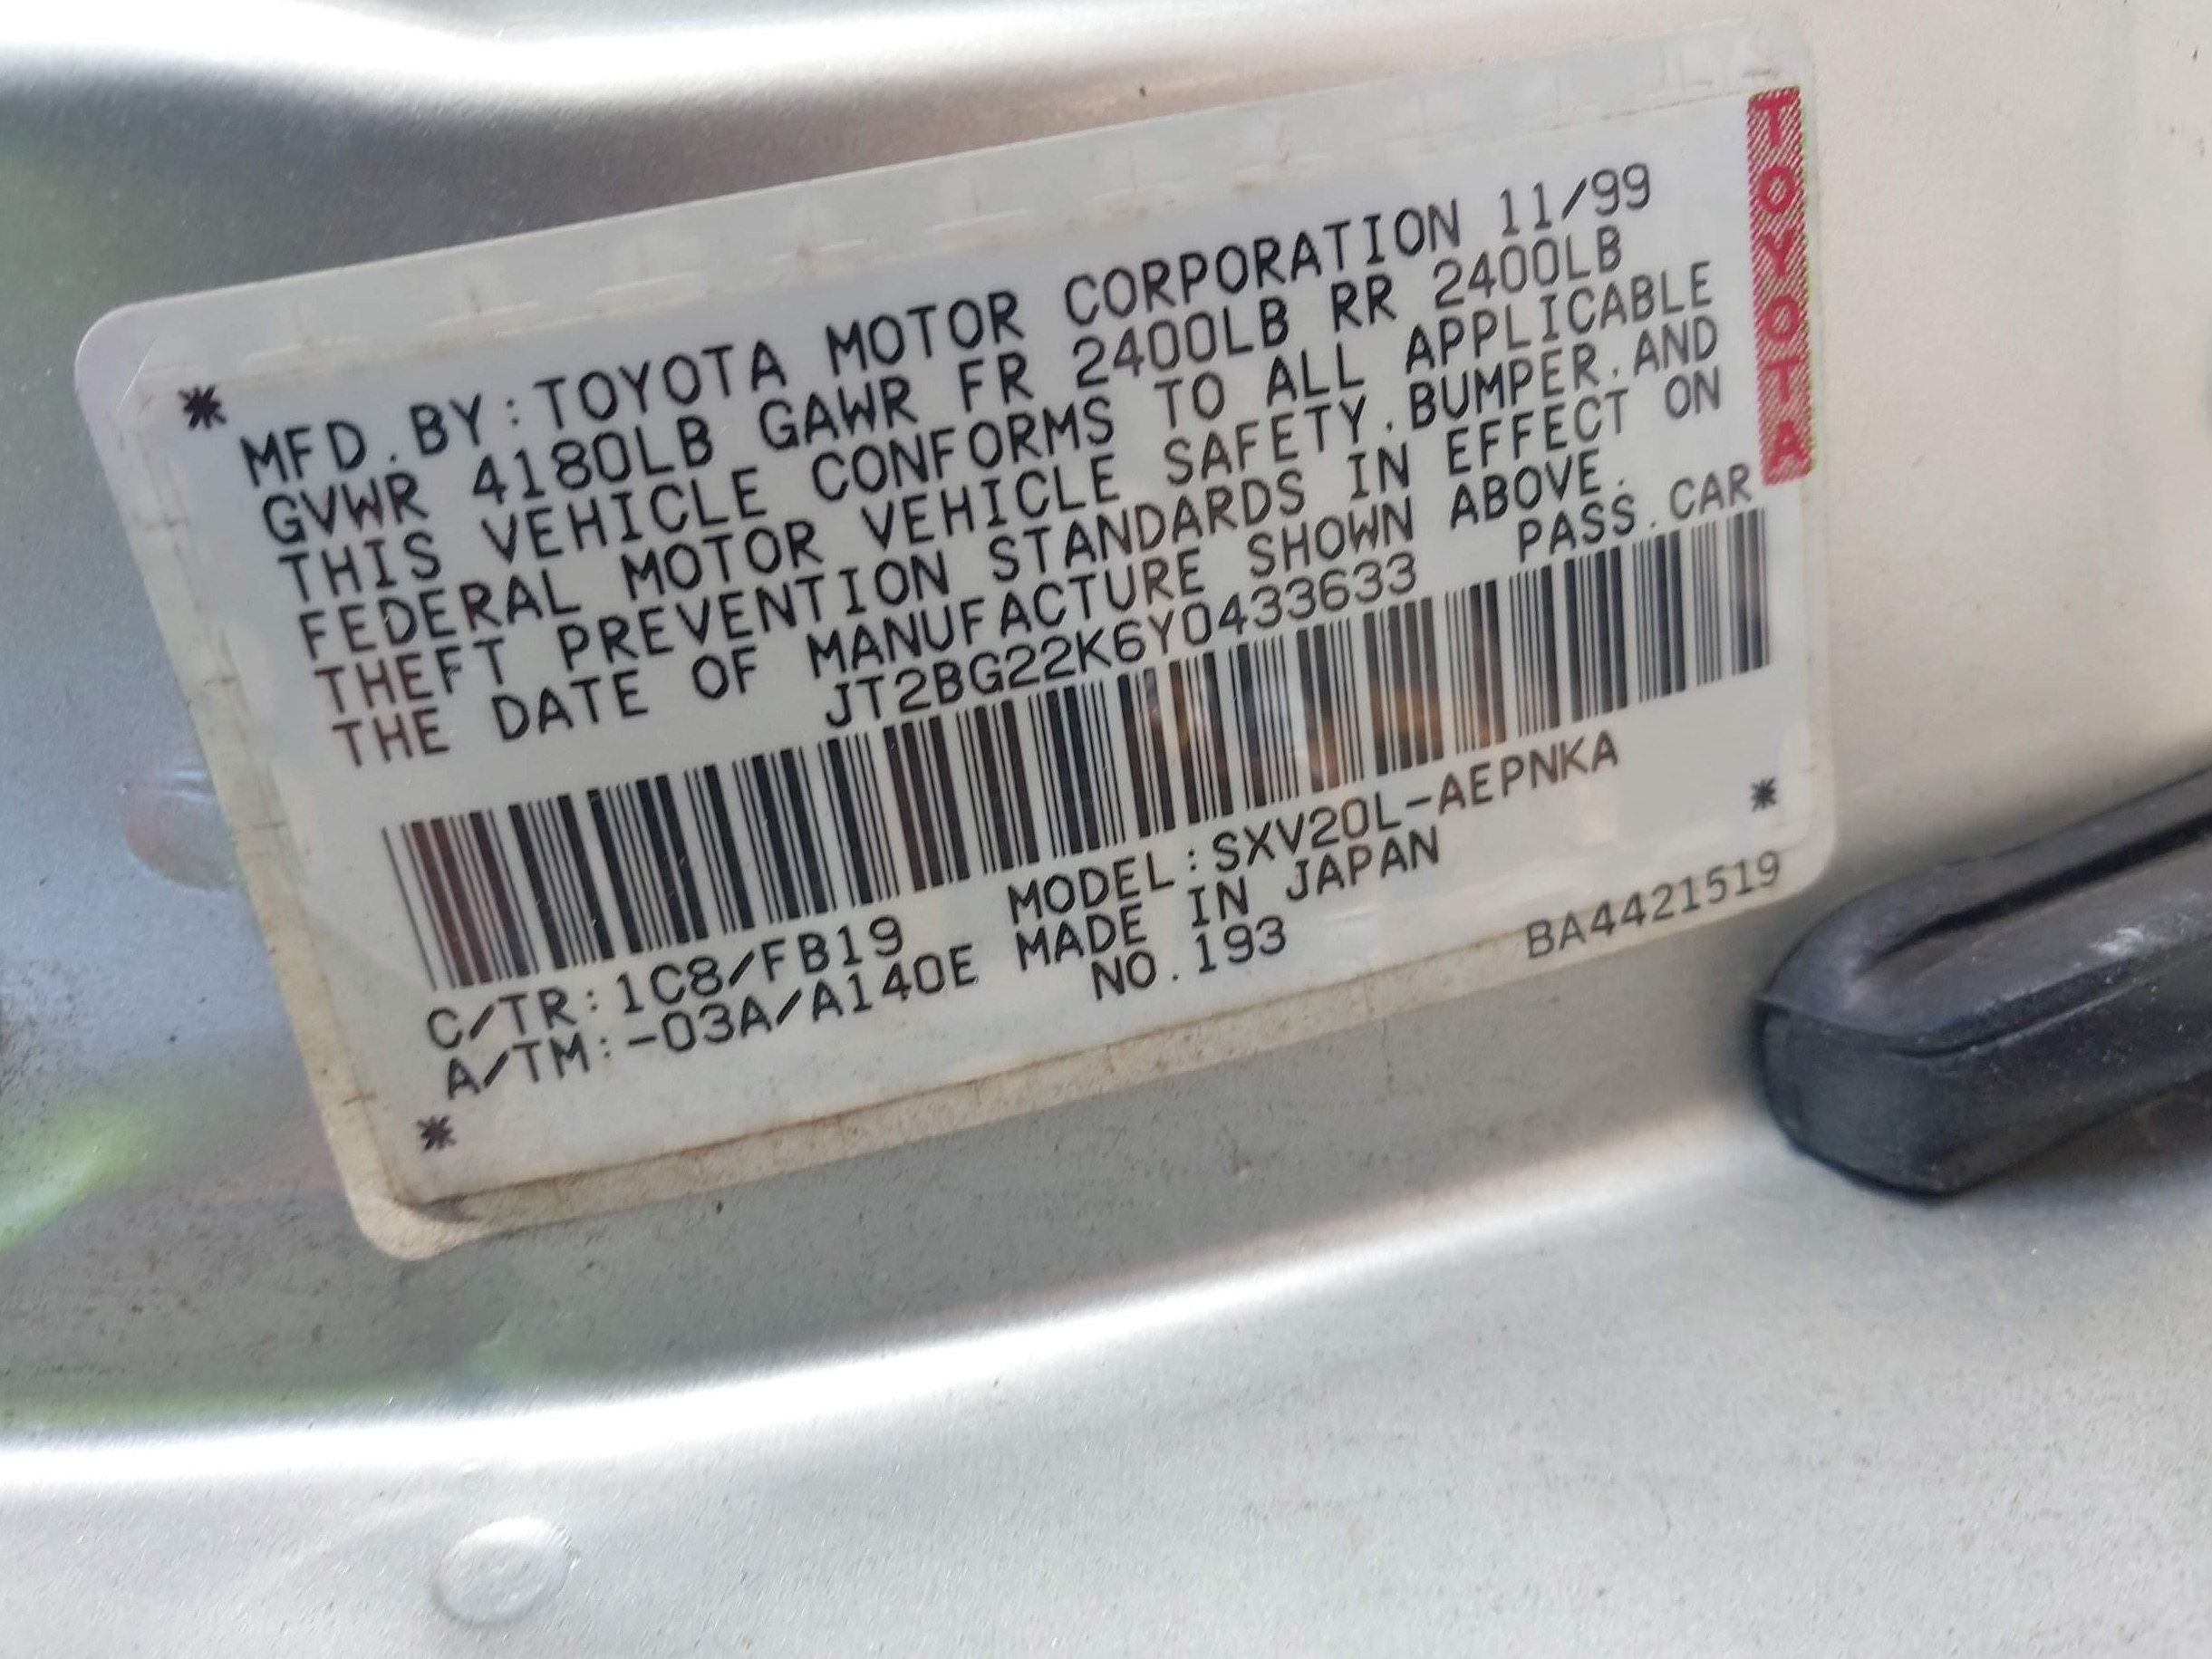 TOYOTA
MFD.BY:TOYOTA MOTOR CORPORATION 11/99
GVWR 4180LB GAWR FR 2400LB RR 2400LB
THIS VEHICLE CONFORMS TO ALL APPLICABLE
FEDERAL MOTOR VEHICLE SAFETY.BUMPER.AND
THEFT PREVENTION STANDARDS IN EFFECT ON
THE DATE OF MANUFACTURE SHOWN ABOVE.
JT2BG22K6Y0433633 PASS.CAR
C/TR:1C8/FB19 MODEL:SXV20L-AEPNKA
A/TM:-03A/A140E MADE IN JAPAN
NO.193 BA4421519